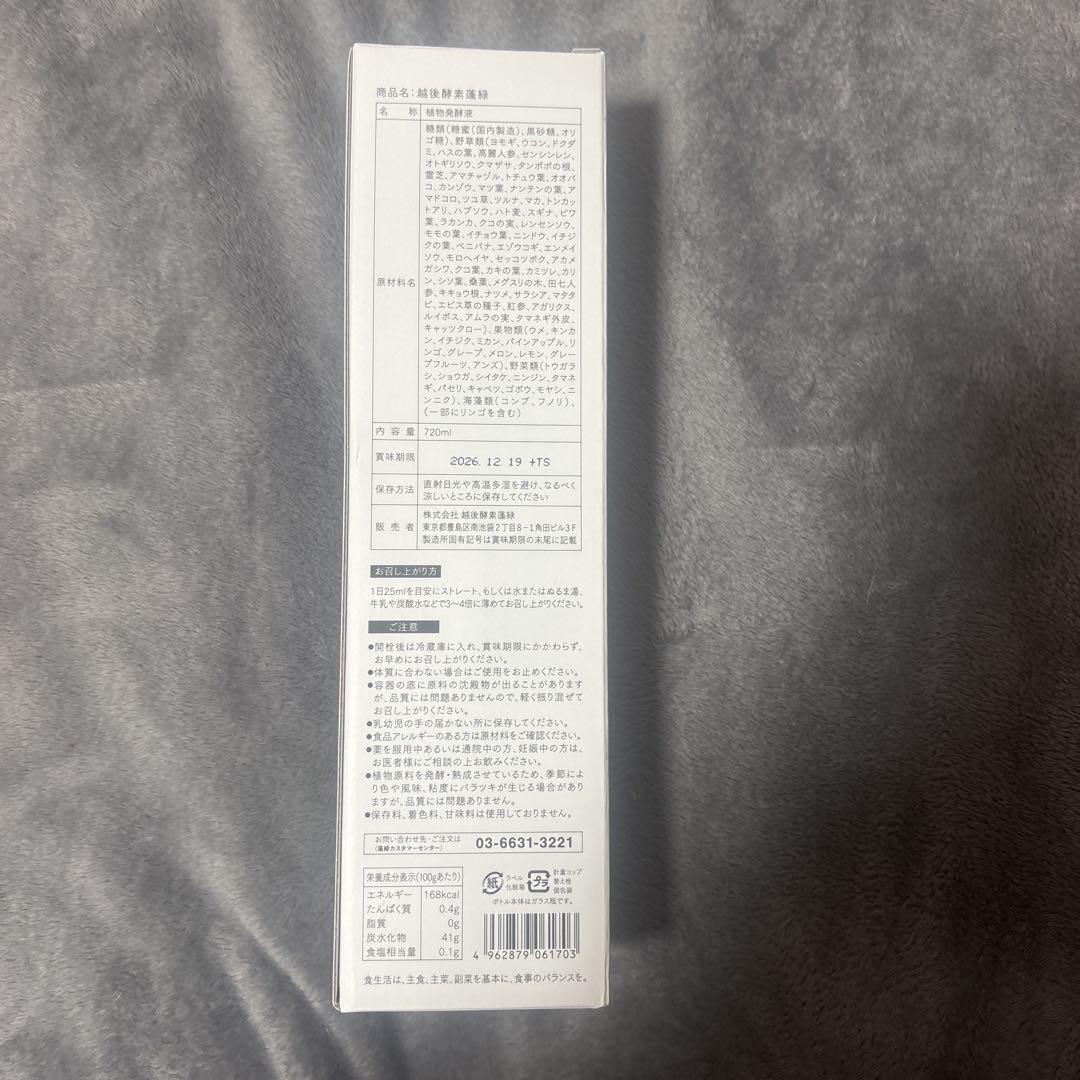 商品名:越後酵素蓬緑
名 称 植物発酵液
原材料名
糖類(糖蜜(国内製造)、黒砂糖、オリ
ゴ糖)、野草類(ヨモギ、ウコン、ドクダ
ミ、ハスの葉、高麗人参、センシンレン、
オトギリソウ、クマザサ、タンポポの根、
霊芝、アマチャヅル、トチュウ葉、オオバ
コ、カンゾウ、マツ葉、ナンテンの葉、ア
マドコロ、ツユ草、ツルナ、マカ、トンカッ
トアリ、ハブソウ、ハト麦、スギナ、ビワ
葉、ラカンカ、クコの実、レンセンソウ、
モモの葉、イチョウ葉、ニンドウ、イチジ
クの葉、ベニバナ、エゾウコギ、エンメイ
ソウ、モロヘイヤ、セッコツボク、アカメ
ガシワ、クコ葉、カキの葉、カミツレ、カリ
ン、シソ葉、桑葉、メグスリの木、田七人
参、キキョウ根、ナツメ、サラシア、マタタ
ビ、エビス草の種子、紅参、アガリクス、
ルイボス、アムラの実、タマネギ外皮、
キャッツクロー)、果物類(ウメ、キンカ
ン、イチジク、ミカン、パインアップル、リ
ンゴ、グレープ、メロン、レモン、グレー
プフルーツ、アンズ)、野菜類(トウガラ
シ、ショウガ、シイタケ、ニンジン、タマネ
ギ、パセリ、キャベツ、ゴボウ、モヤシ、ニ
ンニク)、海藻類(コンブ、フノリ)、
(一部にリンゴを含む)
内容量 720ml
賞味期限 2026.12.19 +TS
保存方法 直射日光や高温多湿を避け、なるべく
涼しいところに保存してください
販売者 株式会社 越後酵素蓬緑
東京都豊島区南池袋2丁目8-1角田ビル3F
製造所固有記号は賞味期限の末尾に記載
お召し上がり方
1日25mlを目安にストレート、もしくは水またはぬるま湯、
牛乳や炭酸水などで3〜4倍に薄めてお召し上がりください。
ご注意
●開栓後は冷蔵庫に入れ、賞味期限にかかわらず、
お早めにお召し上がりください。
●体質に合わない場合はご使用をお止めください。
●容器の底に原料の沈殿物が出ることがあります
が、品質には問題ありませんので、軽く振り混ぜて
お召し上がりください。
●乳幼児の手の届かない所に保存してください。
●食品アレルギーのある方は原材料をご確認ください。
●薬を服用中あるいは通院中の方、妊娠中の方は、
お医者様にご相談の上お飲みください。
●植物原料を発酵・熟成させているため、季節によ
り色や風味、粘度にバラツキが生じる場合があり
ますが、品質には問題ありません。
●保存料、着色料、甘味料は使用しておりません。
お問い合わせ先・ご注文は
(蓬緑カスタマーセンター)
03-6631-3221
栄養成分表示(100gあたり)
エネルギー 168kcal
たんぱく質 0.4g
脂質 0g
炭水化物 41g
食塩相当量 0.1g
紙 ラベル
化粧箱
プラ 計量コップ
替え栓
個包装
ボトル本体はガラス瓶です。
4 962879 061703
食生活は、主食、主菜、副菜を基本に、食事のバランスを。